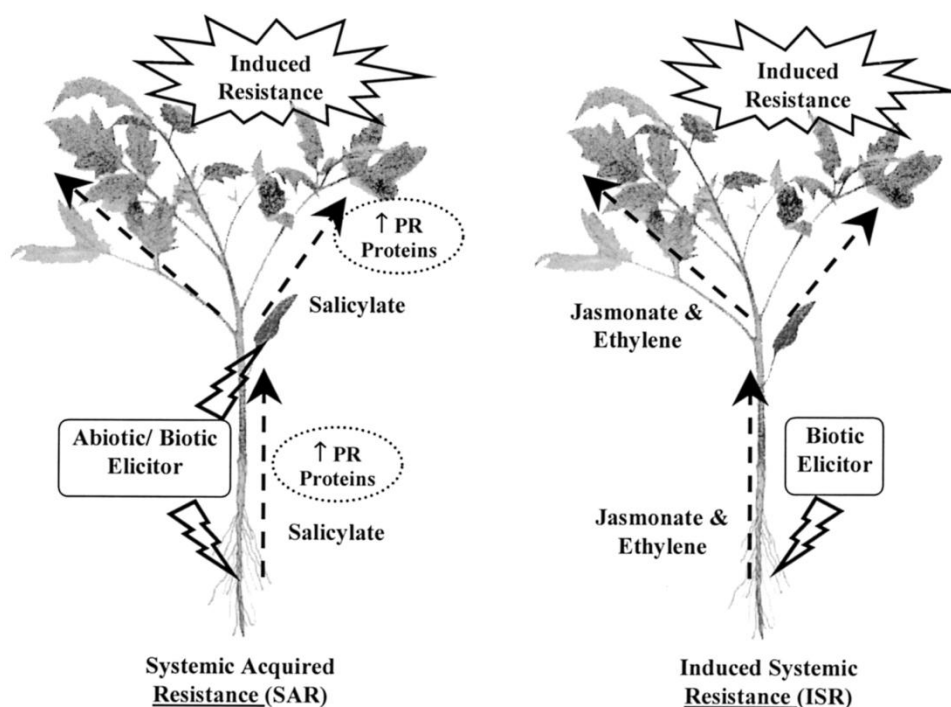 Induced
Resistance
↑ PR
Proteins
Salicylate
Abiotic/ Biotic
Elicitor
↑ PR
Proteins
Salicylate
Systemic Acquired
Resistance (SAR)
Induced
Resistance
Jasmonate &
Ethylene
Biotic
Elicitor
Jasmonate &
Ethylene
Induced Systemic
Resistance (ISR)